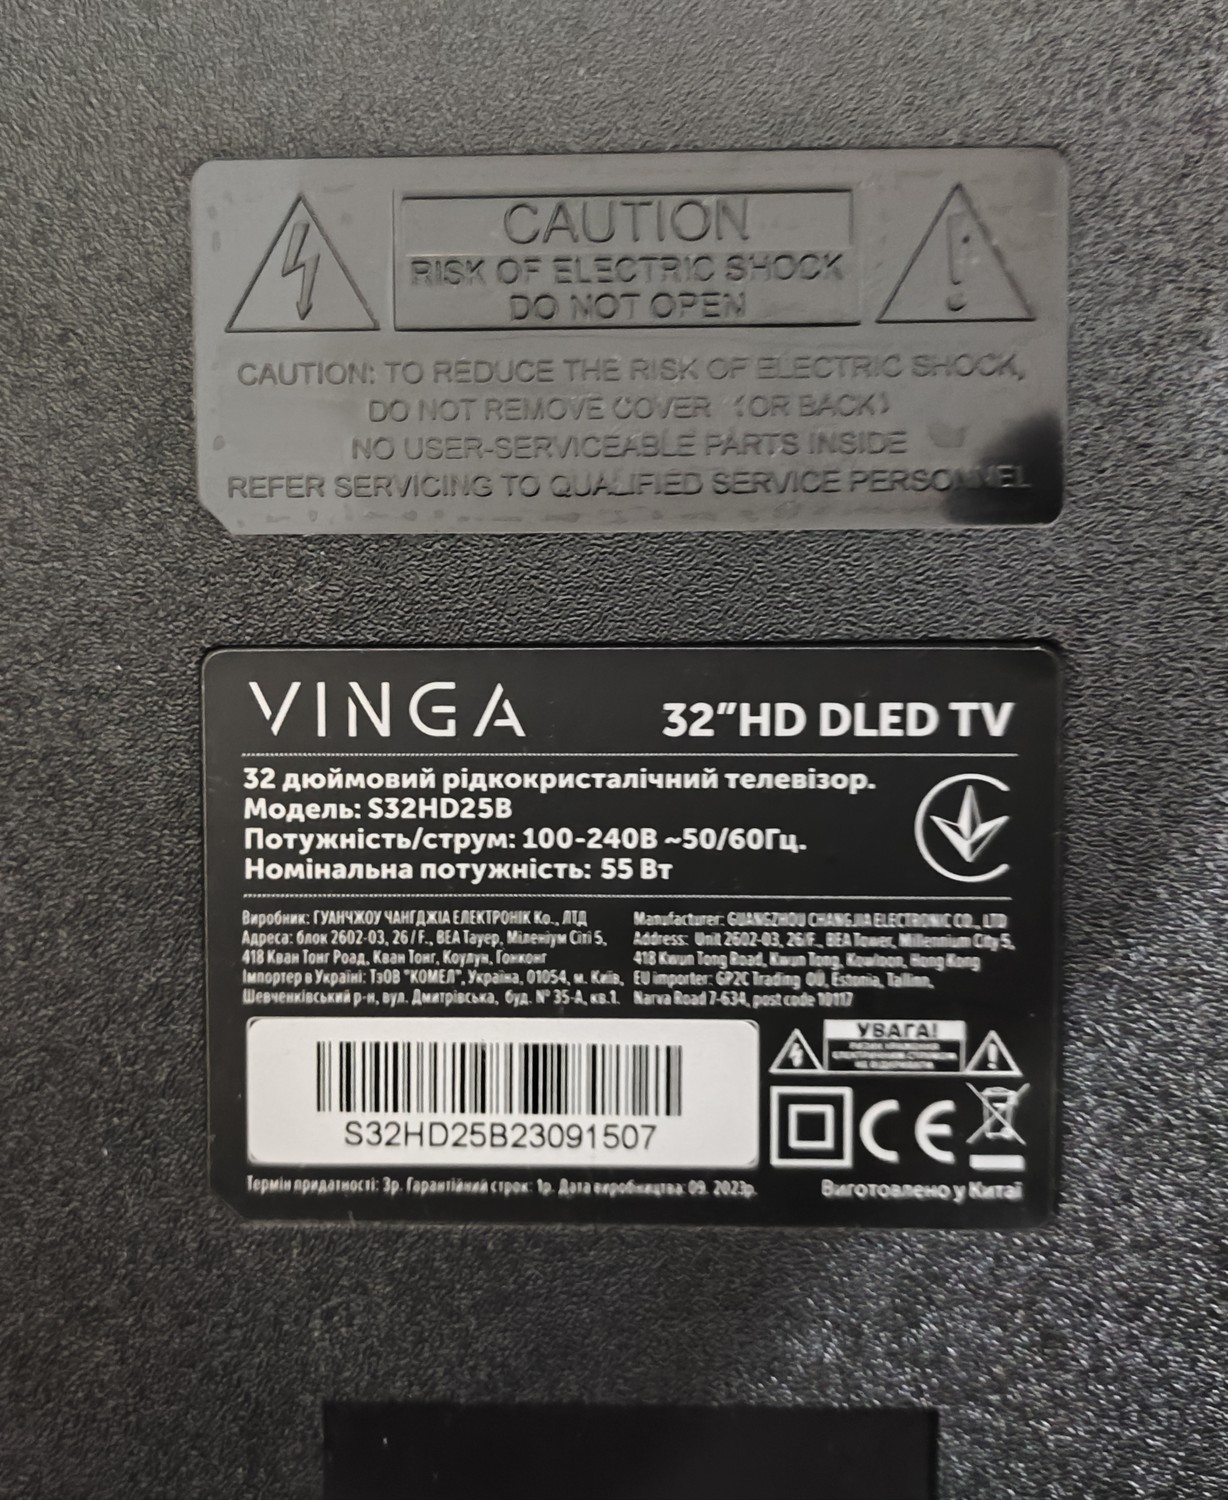 CAUTION
RISK OF ELECTRIC SHOCK
DO NOT OPEN
CAUTION: TO REDUCE THE RISK OF ELECTRIC SHOCK,
DO NOT REMOVE COVER (OR BACK)
NO USER-SERVICEABLE PARTS INSIDE
REFER SERVICING TO QUALIFIED SERVICE PERSONNEL
VINGA
32"HD DLED TV
32 дюймовий рідкокристалічний телевізор.
Модель: S32HD25B
Потужність/струм: 100-240В ~50/60Гц.
Номінальна потужність: 55 Вт
Виробник: ГУАНЧЖОУ ЧАНГДЖІА ЕЛЕКТРОНІК Ко., ЛТД
Адреса: блок 2602-03, 26/F., BEA Тауер, Міленіум Сіті 5,
418 Кван Тонг Роад, Кван Тонг, Коулун, Гонконг
Імпортер в Україні: ТзОВ "КОМЕЛ", Україна, 01054, м. Київ,
Шевченківський р-н, вул. Дмитрівська, буд. № 35-А, кв.1.
Manufacturer: GUANGZHOU CHANGJIA ELECTRONIC CO., LTD
Address: Unit 2602-03, 26/F., BEA Tower, Millennium City 5,
418 Kwun Tong Road, Kwun Tong, Kowloon, Hong Kong
EU importer: GP2C Trading OÜ, Estonia, Tallinn,
Narva Road 7-634, post code 10117
УВАГА!
S32HD25B23091507
CE
Термін придатності: 3р. Гарантійний строк: 1р. Дата виробництва: 09. 2023р.
Виготовлено у Китаї